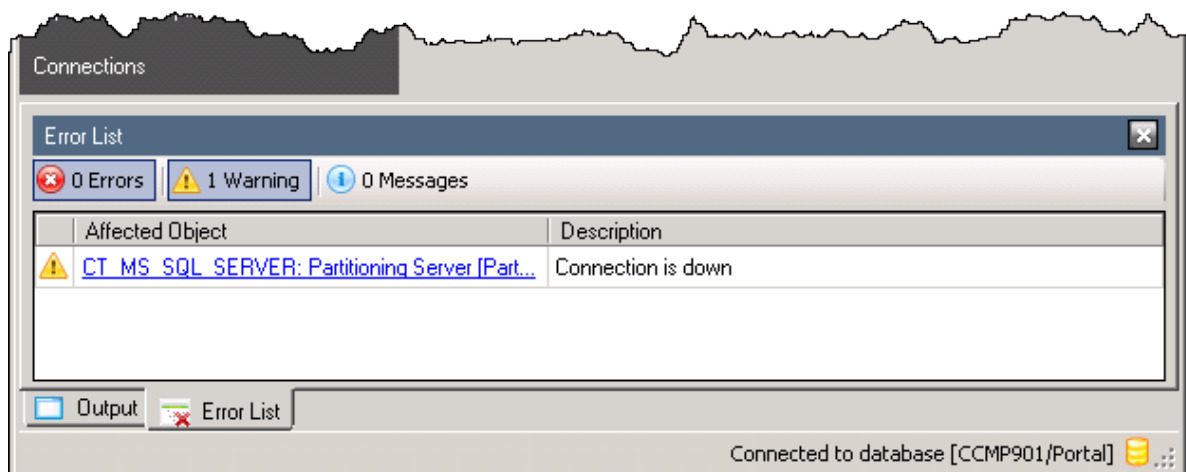 Connections
Error List
0 Errors 1 Warning 0 Messages
Affected Object Description
CT_MS_SQL_SERVER: Partitioning Server [Part... Connection is down
Output Error List
Connected to database [CCMP901/Portal]